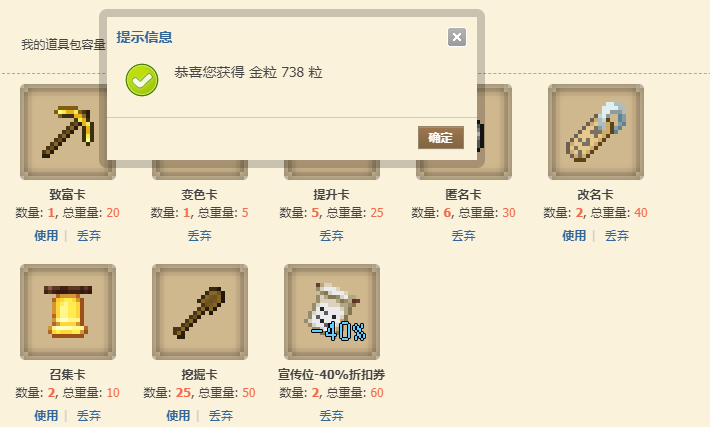 提示信息
我的道具包容量
恭喜您获得 金粒 738 粒
确定
致富卡
数量: 1, 总重量: 20
使用 | 丢弃
变色卡
数量: 1, 总重量: 5
丢弃
提升卡
数量: 5, 总重量: 25
丢弃
匿名卡
数量: 6, 总重量: 30
丢弃
改名卡
数量: 2, 总重量: 40
使用 | 丢弃
召集卡
数量: 2, 总重量: 10
使用 | 丢弃
挖掘卡
数量: 25, 总重量: 50
使用 | 丢弃
-40%
宣传位-40%折扣券
数量: 2, 总重量: 60
丢弃